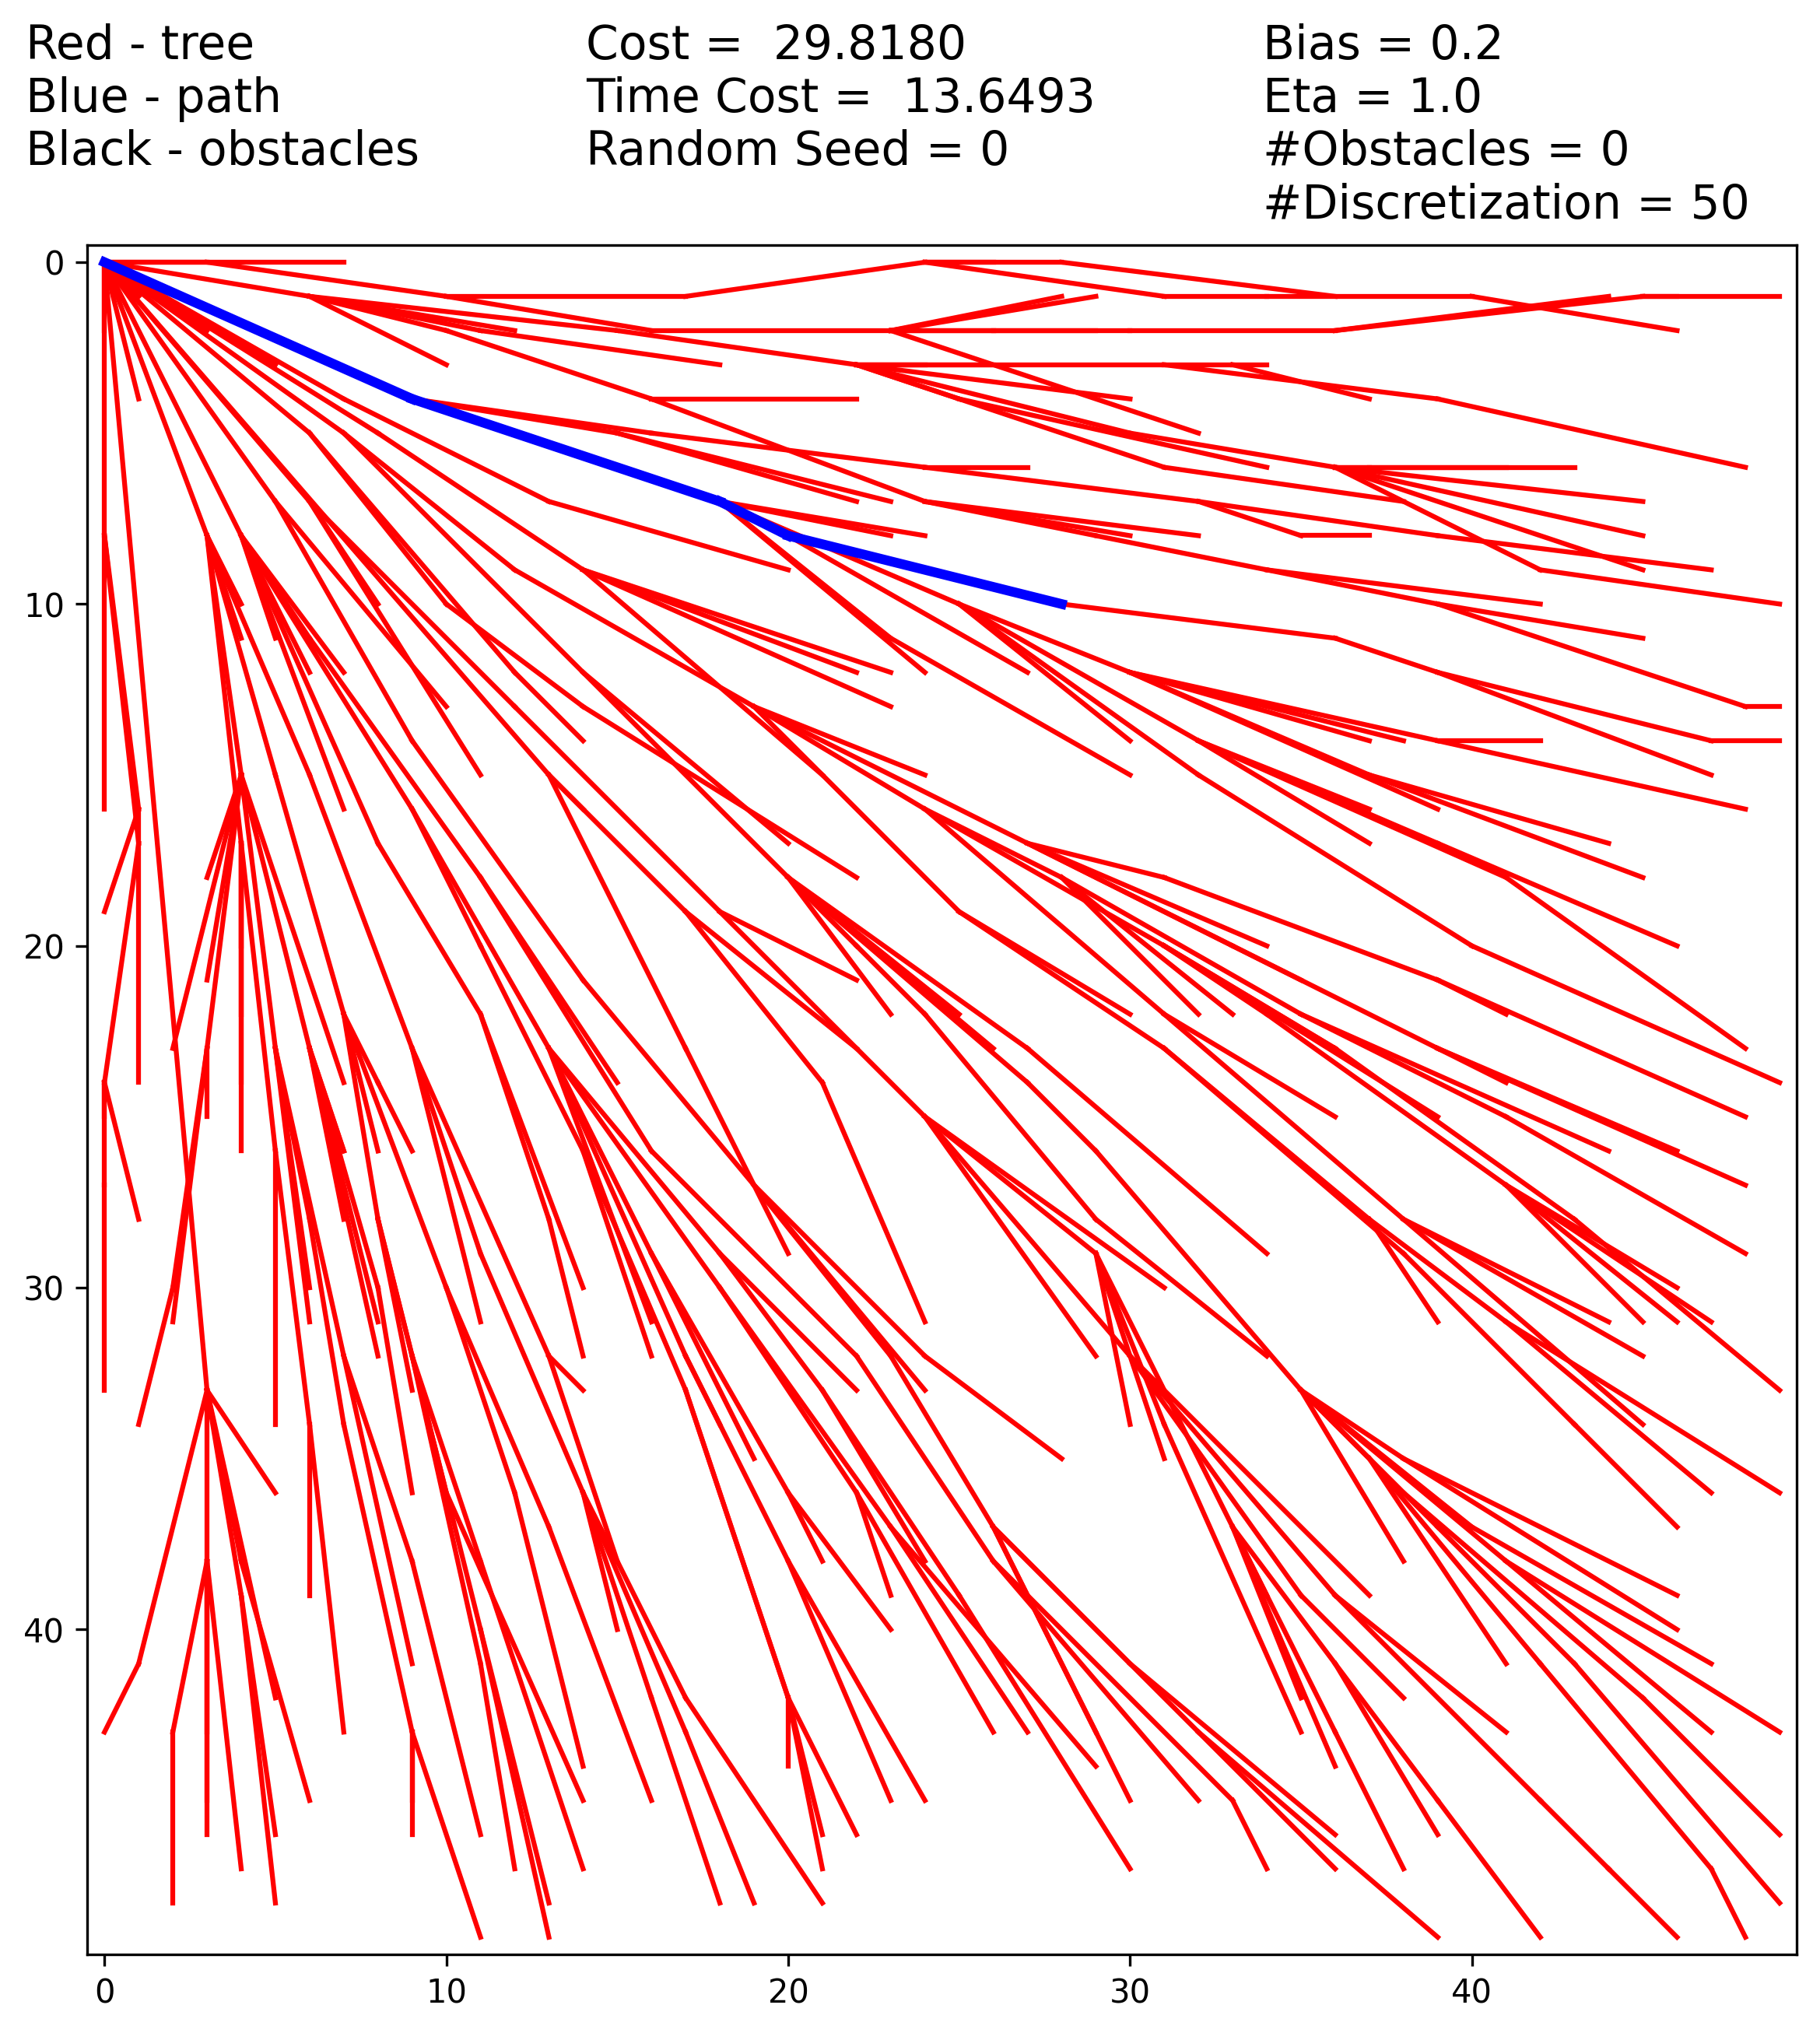 Red - tree
Blue - path
Black - obstacles
Cost =  29.8180
Time Cost =  13.6493
Random Seed = 0
Bias = 0.2
Eta = 1.0
#Obstacles = 0
#Discretization = 50
0
10
20
30
40
0
10
20
30
40